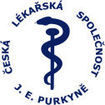 ČESKÁ LÉKAŘSKÁ SPOLEČNOST
J. E. PURKYNĚ